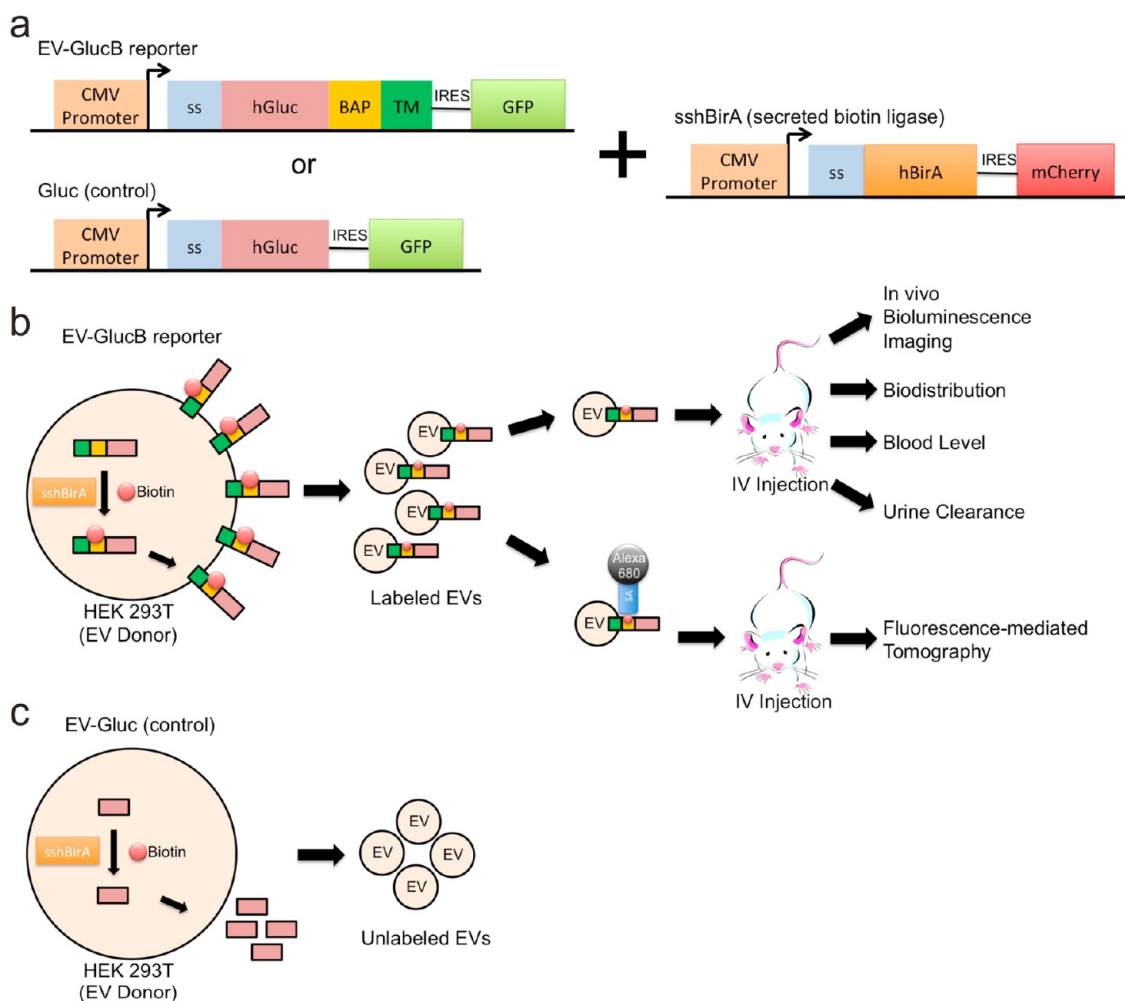 a
EV-GlucB reporter
CMV
Promoter
ss
hGluc
BAP
TM
IRES
GFP
or
Gluc (control)
CMV
Promoter
ss
hGluc
IRES
GFP
+
sshBirA (secreted biotin ligase)
CMV
Promoter
ss
hBirA
IRES
mCherry
b
EV-GlucB reporter
sshBirA
Biotin
HEK 293T
(EV Donor)
EV
EV
EV
EV
Labeled EVs
EV
IV Injection
In vivo
Bioluminescence
Imaging
Biodistribution
Blood Level
Urine Clearance
Alexa
680
SA
EV
IV Injection
Fluorescence-mediated
Tomography
c
EV-Gluc (control)
sshBirA
Biotin
HEK 293T
(EV Donor)
EV
EV
EV
EV
Unlabeled EVs